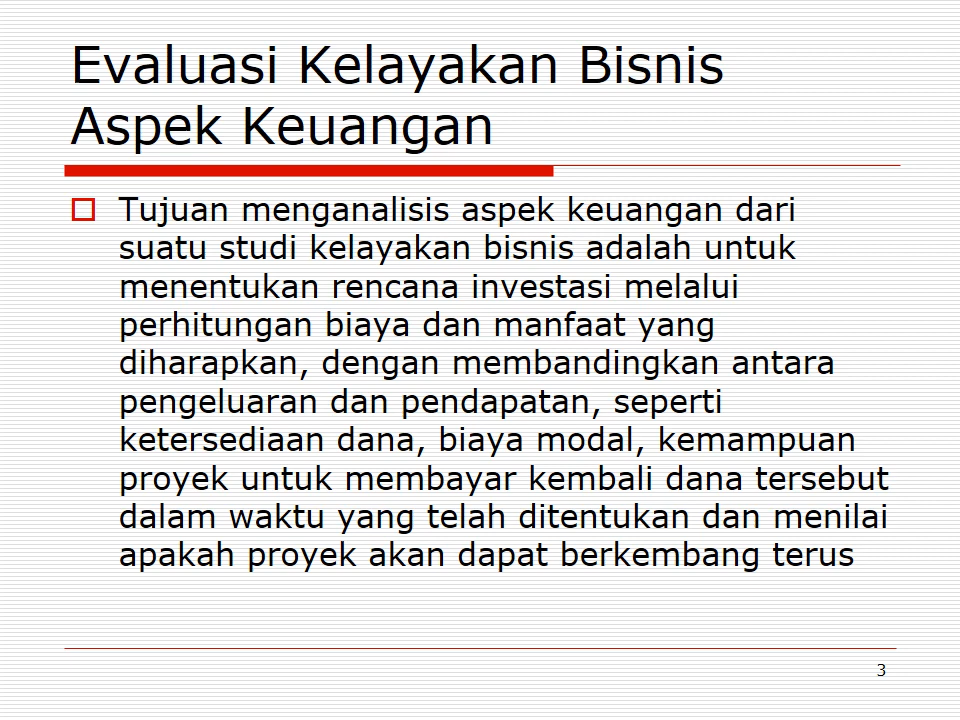 Evaluasi Kelayakan Bisnis
Aspek Keuangan
Tujuan menganalisis aspek keuangan dari
suatu studi kelayakan bisnis adalah untuk
menentukan rencana investasi melalui
perhitungan biaya dan manfaat yang
diharapkan, dengan membandingkan antara
pengeluaran dan pendapatan, seperti
ketersediaan dana, biaya modal, kemampuan
proyek untuk membayar kembali dana tersebut
dalam waktu yang telah ditentukan dan menilai
apakah proyek akan dapat berkembang terus
3